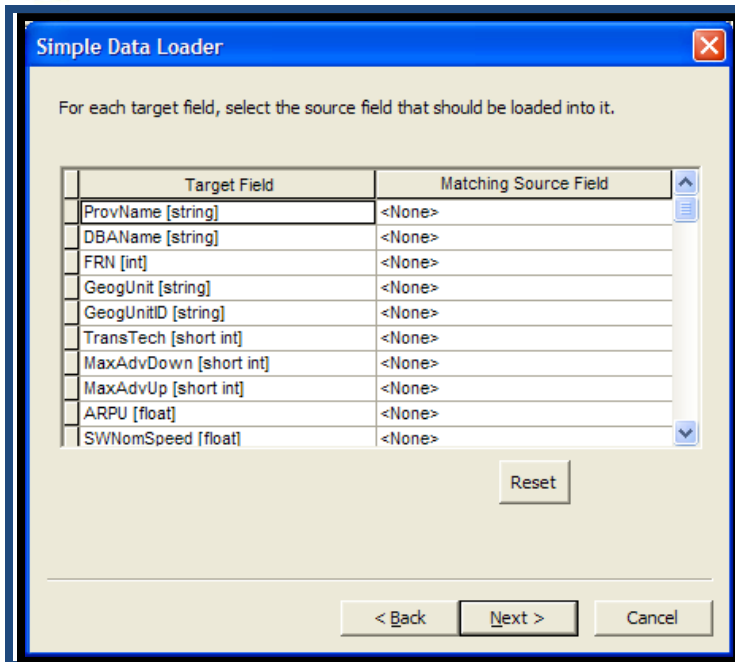 Simple Data Loader
For each target field, select the source field that should be loaded into it.
Target Field Matching Source Field
ProvName [string] <None>
DBAName [string] <None>
FRN [int] <None>
GeogUnit [string] <None>
GeogUnitID [string] <None>
TransTech [short int] <None>
MaxAdvDown [short int] <None>
MaxAdvUp [short int] <None>
ARPU [float] <None>
SWNomSpeed [float] <None>
Reset
< Back Next > Cancel